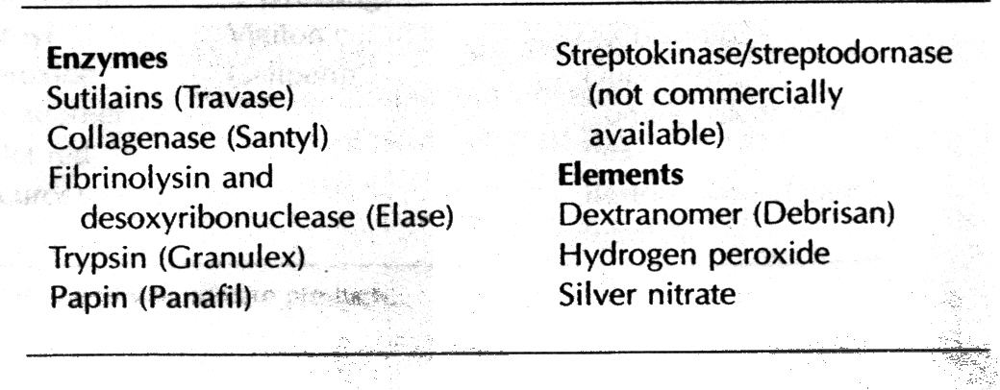 Enzymes
Sutilains (Travase)
Collagenase (Santyl)
Fibrinolysin and
desoxyribonuclease (Elase)
Trypsin (Granulex)
Papin (Panafil)
Streptokinase/streptodornase
(not commercially
available)
Elements
Dextranomer (Debrisan)
Hydrogen peroxide
Silver nitrate